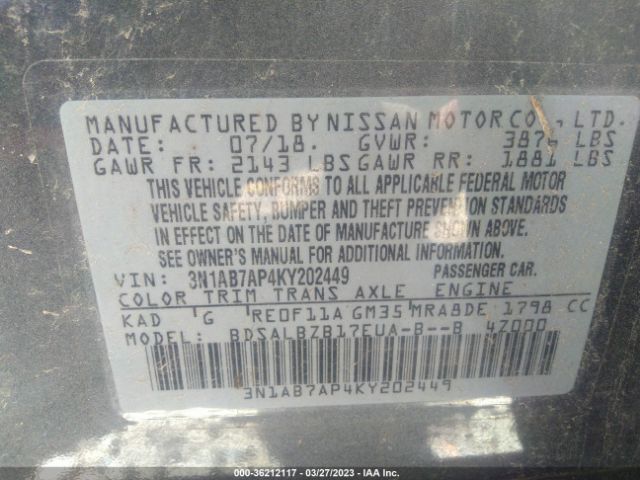 MANUFACTURED BY NISSAN MOTOR CO., LTD.
DATE: 07/18. GVWR: LBS
GAWR FR: 2143 LBS GAWR RR: 1881 LBS
THIS VEHICLE CONFORMS TO ALL APPLICABLE FEDERAL MOTOR
VEHICLE SAFETY, BUMPER AND THEFT PREVENTION STANDARDS
IN EFFECT ON THE DATE OF MANUFACTURE SHOWN ABOVE.
SEE OWNER'S MANUAL FOR ADDITIONAL INFORMATION.
VIN: 3N1AB7AP4KY202449 PASSENGER CAR.
COLOR TRIM TRANS AXLE ENGINE
KAD G RE0F11A GM35 MRA8DE 1798 CC
MODEL: BDSALBZB17EUA-B--B 4Z000
3N1AB7AP4KY202449
000-36212117 - 03/27/2023 - IAA Inc.